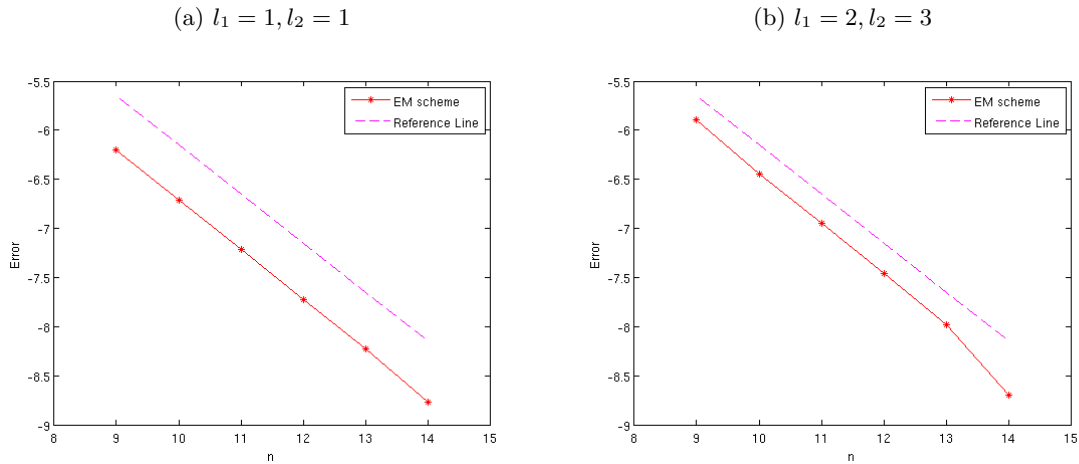 (a) l₁ = 1, l₂ = 1
-5.5
-6
-6.5
-7
-7.5
-8
-8.5
-9
Error
EM scheme
Reference Line
8 9 10 11 12 13 14 15
n
(b) l₁ = 2, l₂ = 3
-5.5
-6
-6.5
-7
-7.5
-8
-8.5
-9
Error
EM scheme
Reference Line
8 9 10 11 12 13 14 15
n